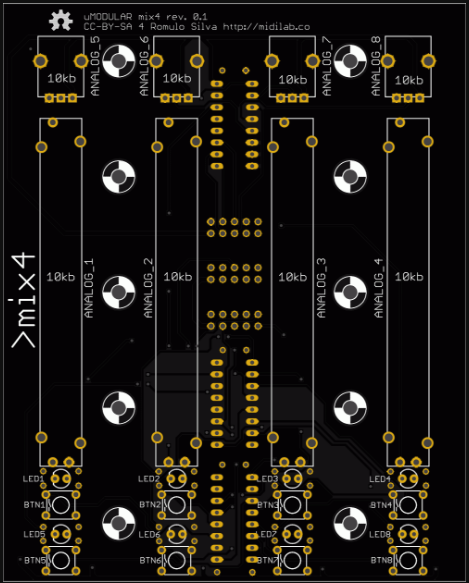 uMODULAR mix4 rev. 0.1
CC-BY-SA 4 Romulo Silva http://midilab.co
ANALOG_5
ANALOG_6
ANALOG_7
ANALOG_8
10kb
10kb
10kb
10kb
>mix4
10kb
ANALOG_1
ANALOG_2
10kb
10kb
ANALOG_3
ANALOG_4
10kb
LED1
LED2
LED3
LED4
BTN1
BTN2
BTN3
BTN4
LED5
LED6
LED7
LED8
BTN5
BTN6
BTN7
BTN8